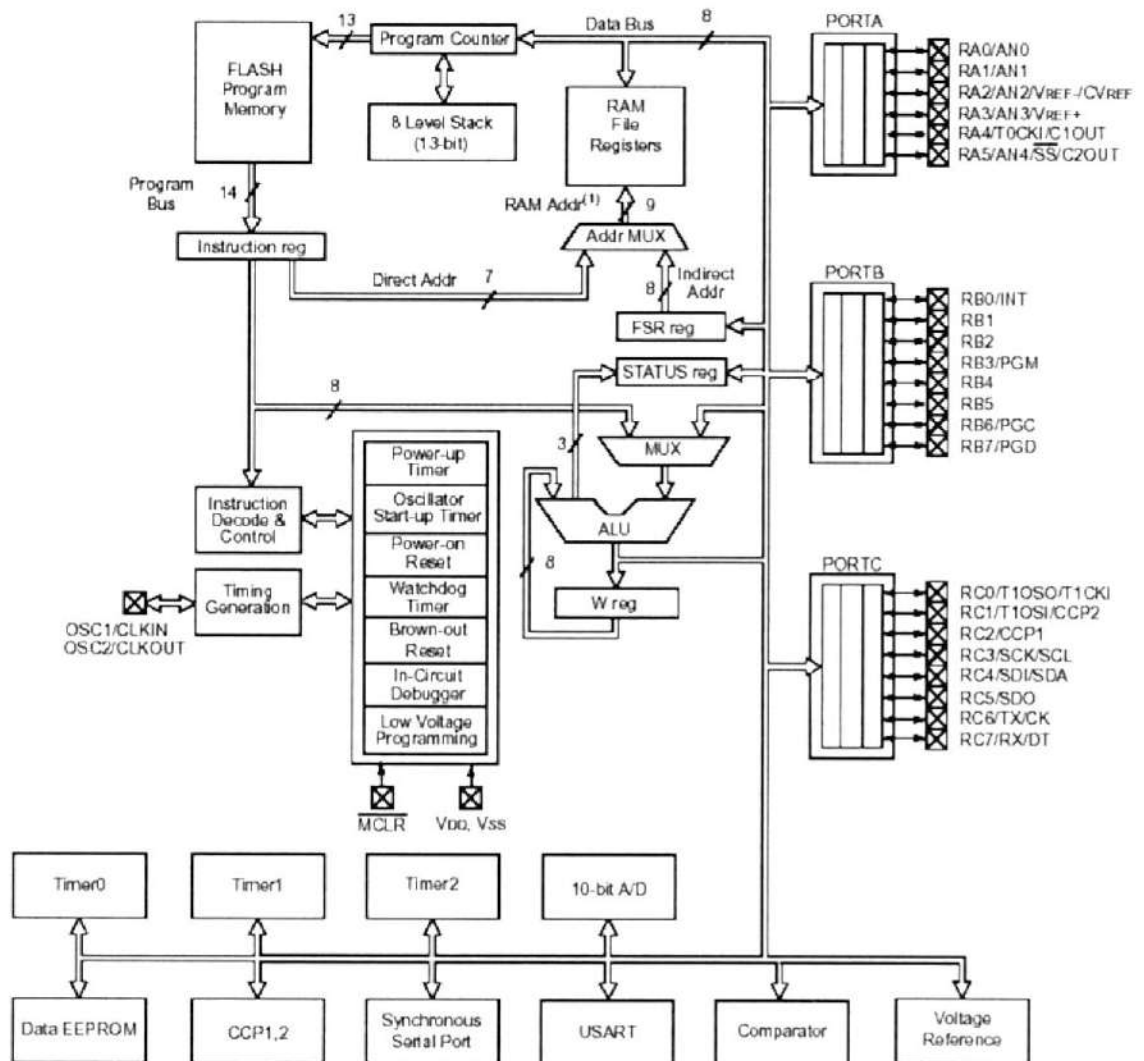 13
Data Bus
8
PORTA
FLASH
Program
Memory
Program Counter
8 Level Stack
(13-bit)
RAM
File
Registers
RA0/AN0
RA1/AN1
RA2/AN2/VREF-/CVREF
RA3/AN3/VREF+
RA4/T0CKI/C1OUT
RA5/AN4/SS/C2OUT
Program
Bus
14
RAM Addr(1)
9
Instruction reg
Addr MUX
Direct Addr
7
Indirect
Addr
8
FSR reg
STATUS reg
PORTB
RB0/INT
RB1
RB2
RB3/PGM
RB4
RB5
RB6/PGC
RB7/PGD
8
3
MUX
ALU
8
W reg
Power-up
Timer
Oscillator
Start-up Timer
Power-on
Reset
Watchdog
Timer
Brown-out
Reset
In-Circuit
Debugger
Low Voltage
Programming
Instruction
Decode &
Control
Timing
Generation
OSC1/CLKIN
OSC2/CLKOUT
MCLR
VDD, VSS
PORTC
RC0/T1OSO/T1CKI
RC1/T1OSI/CCP2
RC2/CCP1
RC3/SCK/SCL
RC4/SDI/SDA
RC5/SDO
RC6/TX/CK
RC7/RX/DT
Timer0
Timer1
Timer2
10-bit A/D
Data EEPROM
CCP1,2
Synchronous
Serial Port
USART
Comparator
Voltage
Reference